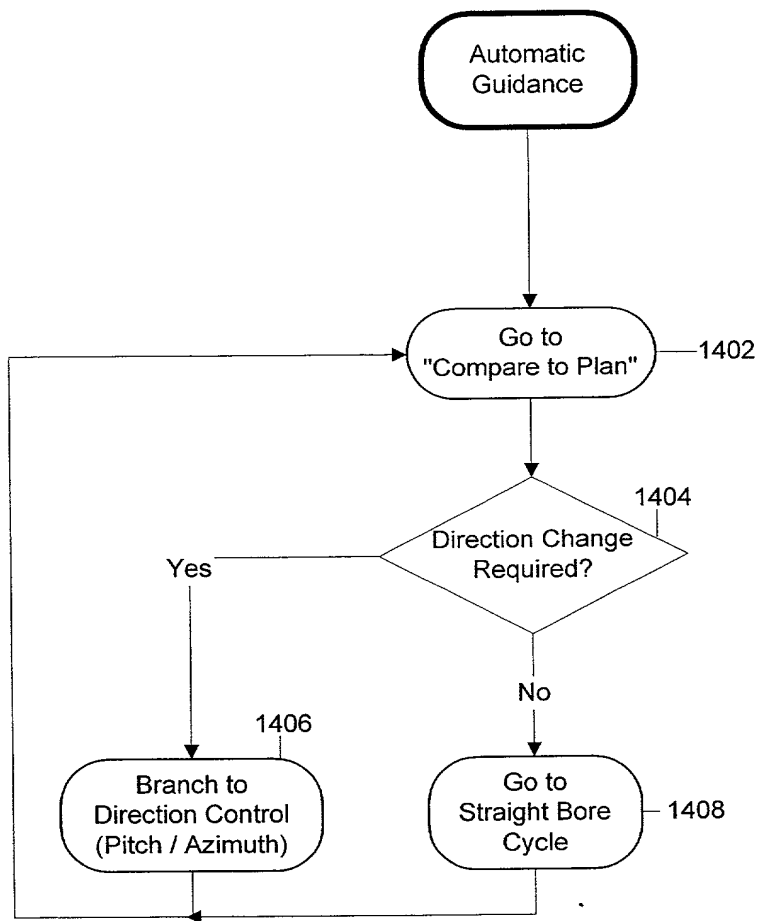 Automatic
Guidance
Go to
"Compare to Plan"
1402
1404
Direction Change
Required?
Yes
No
1406
Branch to
Direction Control
(Pitch / Azimuth)
Go to
Straight Bore
Cycle
1408